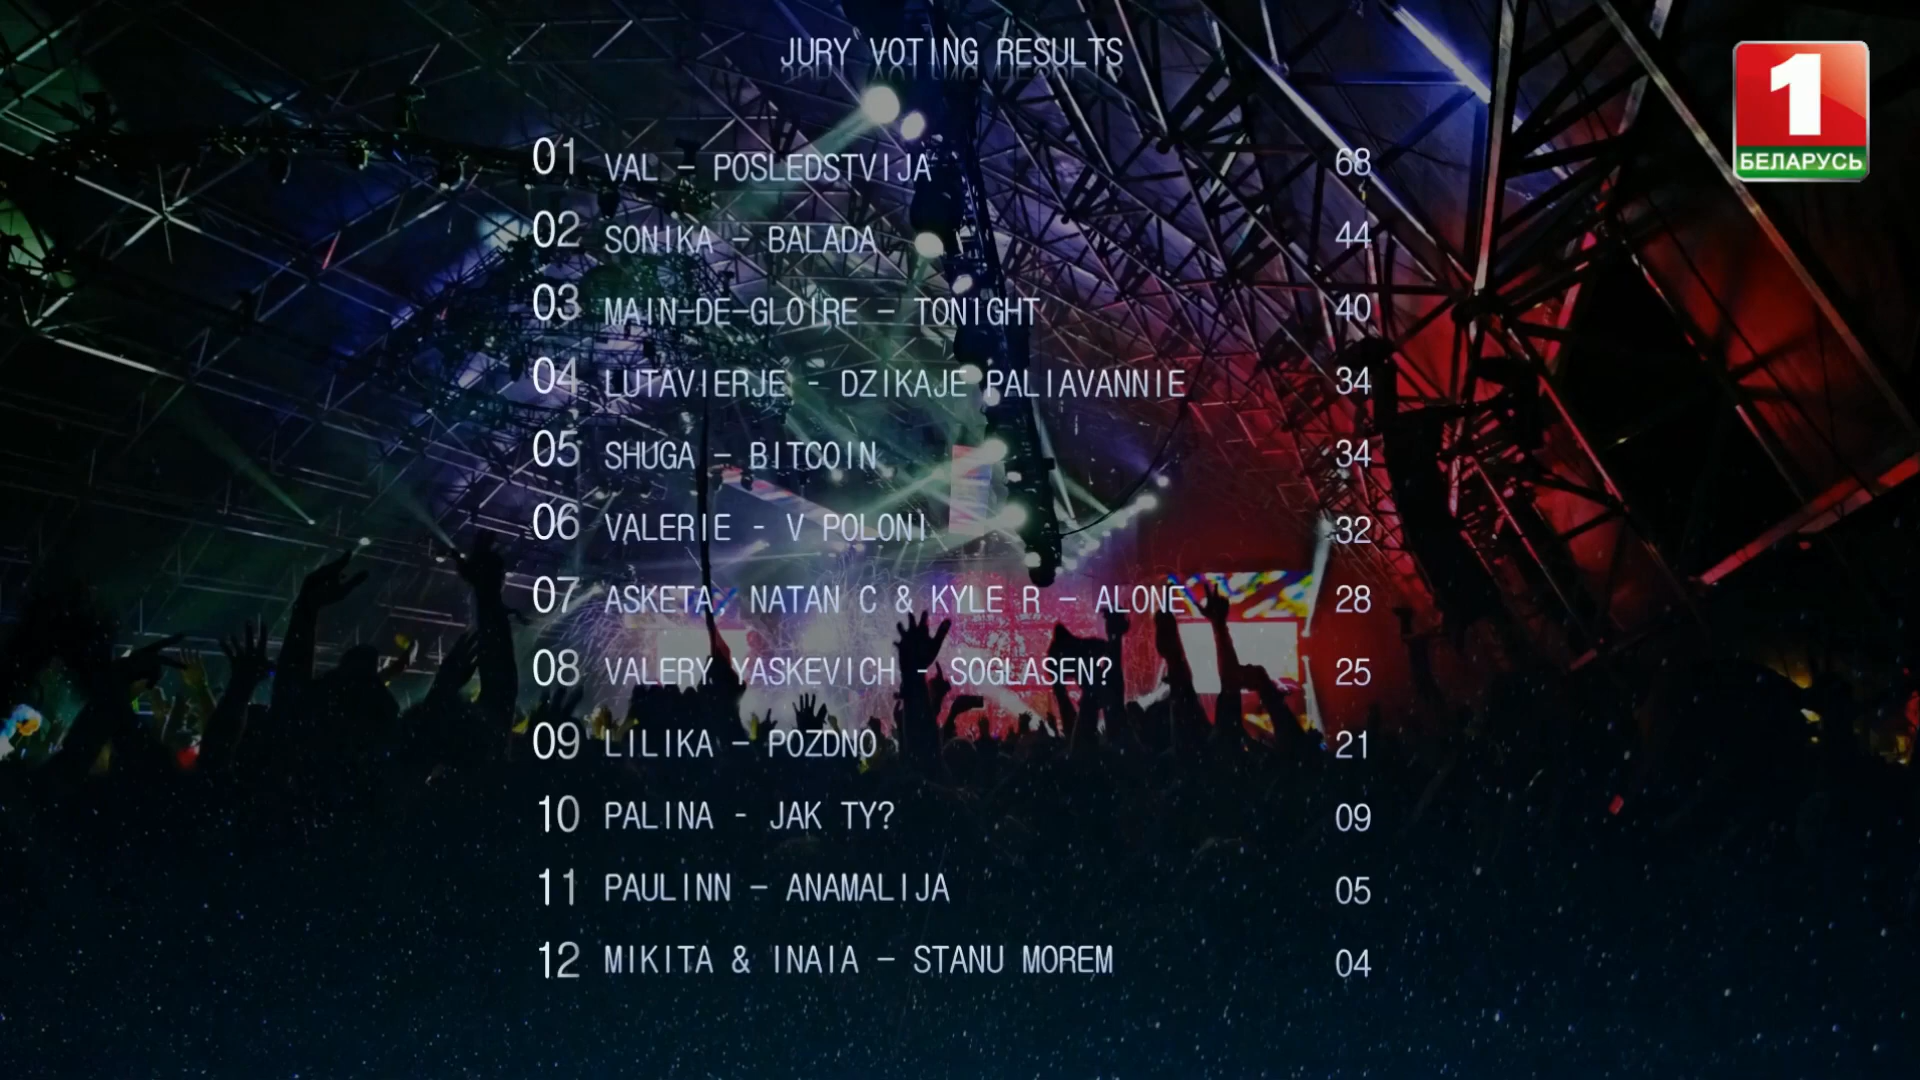 JURY VOTING RESULTS
1
БЕЛАРУСЬ
01 VAL – POSLEDSTVIJA 68
02 SONIKA – BALADA 44
03 MAIN-DE-GLOIRE – TONIGHT 40
04 LUTAVIERJE - DZIKAJE PALIAVANNIE 34
05 SHUGA – BITCOIN 34
06 VALERIE - V POLONI 32
07 ASKETA, NATAN C & KYLE R – ALONE 28
08 VALERY YASKEVICH - SOGLASEN? 25
09 LILIKA – POZDNO 21
10 PALINA - JAK TY? 09
11 PAULINN – ANAMALIJA 05
12 MIKITA & INAIA – STANU MOREM 04